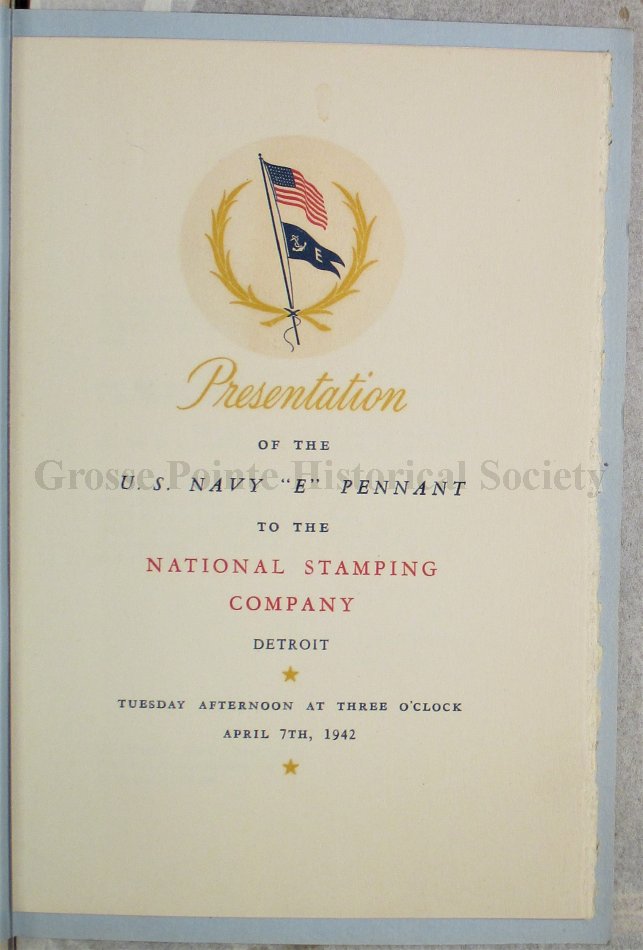 E
Presentation
OF THE
Grosse Pointe Historical Society
U.S. NAVY “E” PENNANT
TO THE
NATIONAL STAMPING
COMPANY
DETROIT
TUESDAY AFTERNOON AT THREE O'CLOCK
APRIL 7TH, 1942